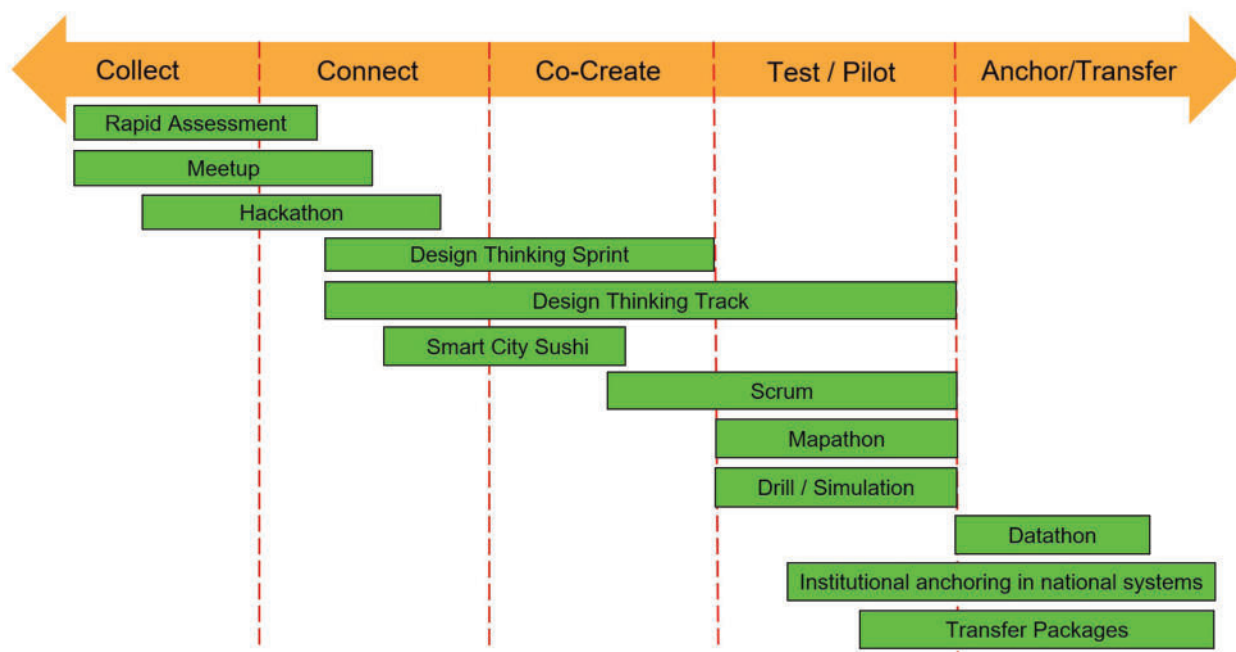 Collect
Connect
Co-Create
Test / Pilot
Anchor/Transfer
Rapid Assessment
Meetup
Hackathon
Design Thinking Sprint
Design Thinking Track
Smart City Sushi
Scrum
Mapathon
Drill / Simulation
Datathon
Institutional anchoring in national systems
Transfer Packages